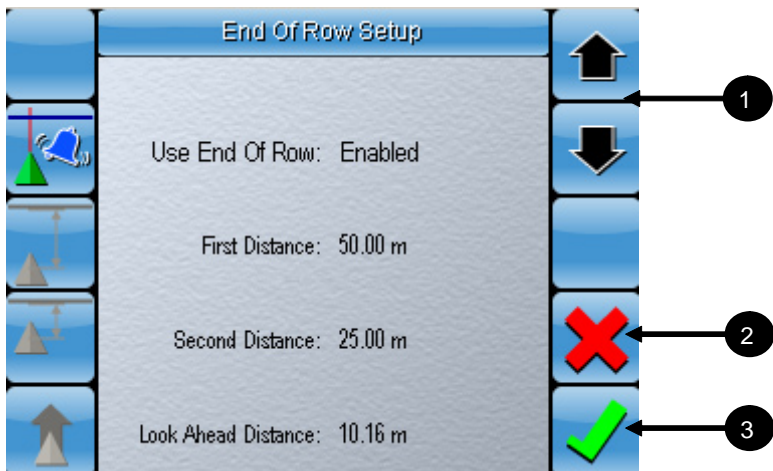 End Of Row Setup
1
Use End Of Row: Enabled
First Distance: 50.00 m
Second Distance: 25.00 m
2
Look Ahead Distance: 10.16 m
3